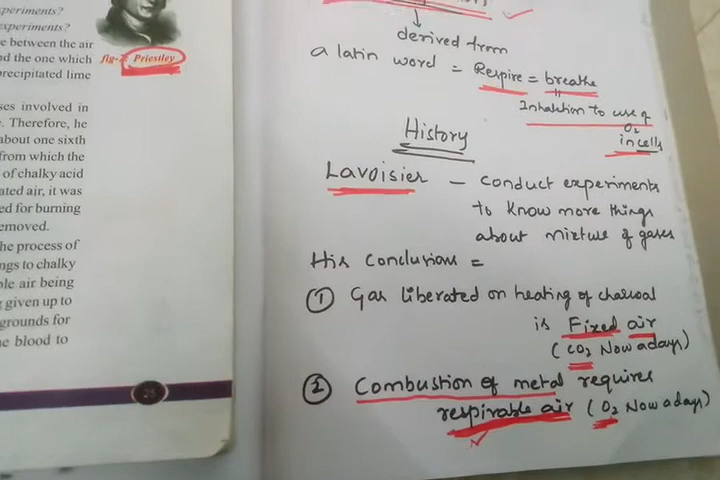 periments?
experiments?
e between the air
nd the one which
precipitated lime
fig-2: Priestley
ses involved in
. Therefore, he
about one sixth
from which the
of chalky acid
ated air, it was
ed for burning
emoved.
he process of
ngs to chalky
ble air being
given up to
grounds for
e blood to
derived from
a latin word = Respire = breathe
Inhalation to use of
O2
in cells
History
Lavoisier - conduct experiments
to know more things
about mixture of gases
His Conclusions =
① Gas liberated on heating of charcoal
is Fixed air
(CO2 Nowadays)
② Combustion of metal requires
respirable air (O2 Nowadays)